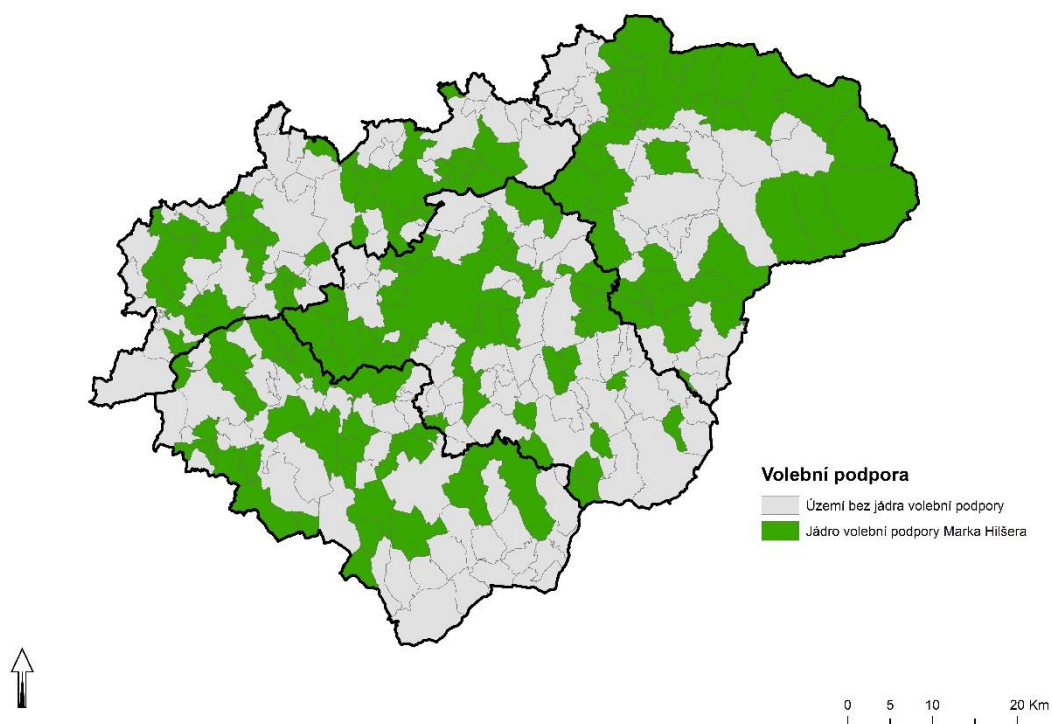 Volební podpora
Území bez jádra volební podpory
Jádro volební podpory Marka Hilšera
0 5 10 20 Km